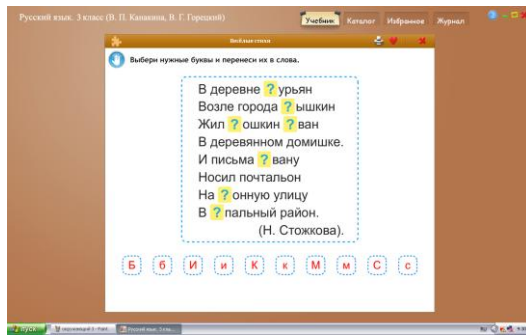 Русский язык. 3 класс (В. П. Канакина, В. Г. Горецкий)
Учебник Каталог Избранное Журнал
Весёлые стихи
Выбери нужные буквы и перенеси их в слова.
В деревне ? урьян
Возле города ? ышкин
Жил ? ошкин ? ван
В деревянном домишке.
И письма ? вану
Носил почтальон
На ? онную улицу
В ? пальный район.
(Н. Стожкова).
Б б И и К к М м С с
пуск